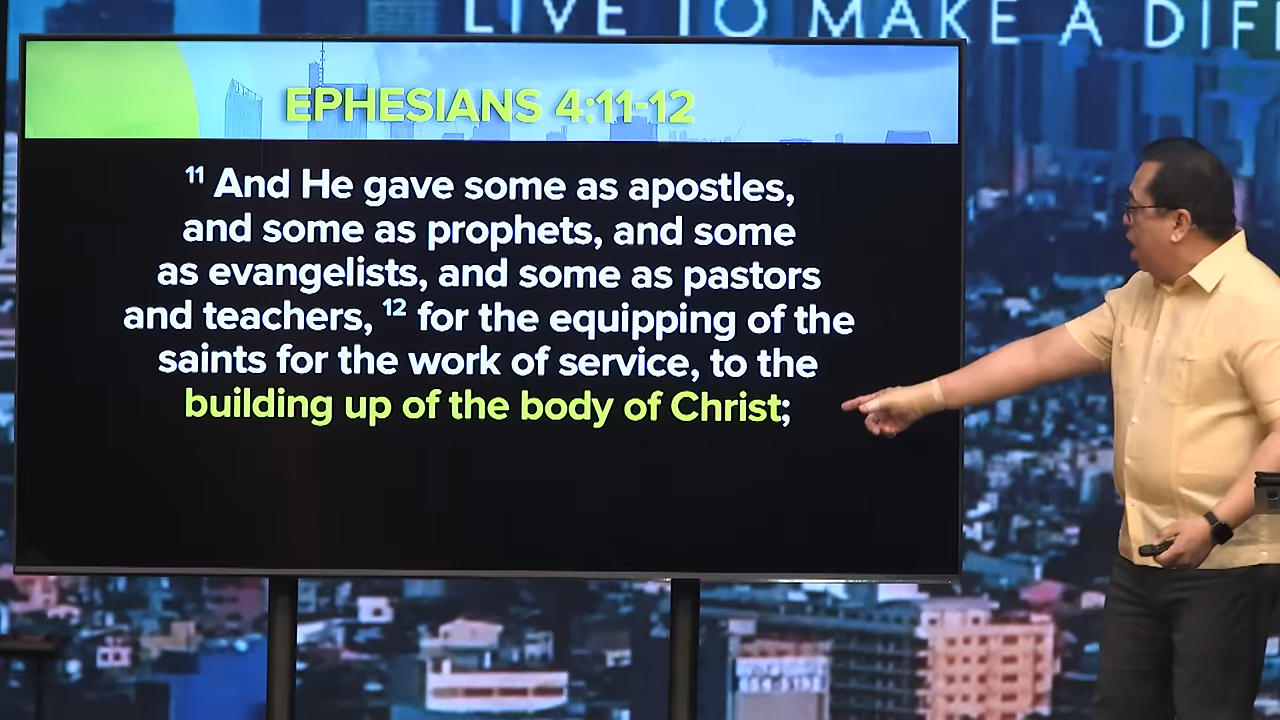 LIVE TO MAKE A DIF
EPHESIANS 4:11-12
11 And He gave some as apostles,
and some as prophets, and some
as evangelists, and some as pastors
and teachers, 12 for the equipping of the
saints for the work of service, to the
building up of the body of Christ;